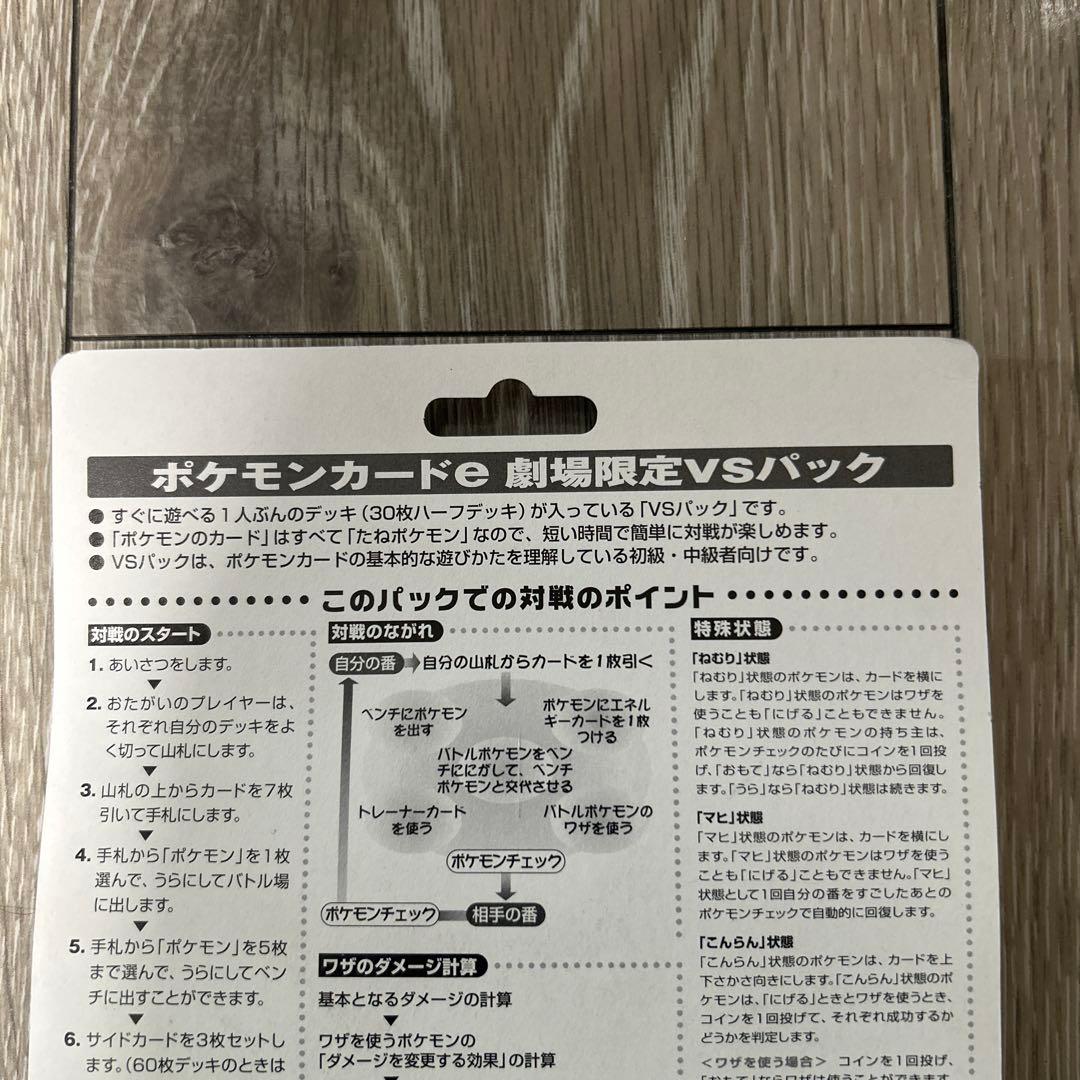 ポケモンカードe 劇場限定VSパック
● すぐに遊べる1人ぶんのデッキ(30枚ハーフデッキ)が入っている「VSパック」です。
● 「ポケモンのカード」はすべて「たねポケモン」なので、短い時間で簡単に対戦が楽しめます。
● VSパックは、ポケモンカードの基本的な遊びかたを理解している初級・中級者向けです。
このパックでの対戦のポイント
対戦のスタート
1. あいさつをします。
▼
2. おたがいのプレイヤーは、
それぞれ自分のデッキをよ
く切って山札にします。
▼
3. 山札の上からカードを7枚
引いて手札にします。
▼
4. 手札から「ポケモン」を1枚
選んで、うらにしてバトル場
に出します。
▼
5. 手札から「ポケモン」を5枚
まで選んで、うらにしてベン
チに出すことができます。
▼
6. サイドカードを3枚セットし
ます。(60枚デッキのときは
対戦のながれ
自分の番 自分の山札からカードを1枚引く
ベンチにポケモン
を出す
ポケモンにエネル
ギーカードを1枚
つける
バトルポケモンをベン
チににがして、ベンチ
ポケモンと交代させる
トレーナーカード
を使う
バトルポケモンの
ワザを使う
ポケモンチェック
ポケモンチェック 相手の番
ワザのダメージ計算
基本となるダメージの計算
▼
ワザを使うポケモンの
「ダメージを変更する効果」の計算
▼
特殊状態
「ねむり」状態
「ねむり」状態のポケモンは、カードを横に
します。「ねむり」状態のポケモンはワザを
使うことも「にげる」こともできません。
「ねむり」状態のポケモンの持ち主は、
ポケモンチェックのたびにコインを1回投
げ、「おもて」なら「ねむり」状態から回復し
ます。「うら」なら「ねむり」状態は続きます。
「マヒ」状態
「マヒ」状態のポケモンは、カードを横にし
ます。「マヒ」状態のポケモンはワザを使う
ことも「にげる」こともできません。「マヒ」
状態として1回自分の番をすごしたあとの
ポケモンチェックで自動的に回復します。
「こんらん」状態
「こんらん」状態のポケモンは、カードを上
下さかさ向きにします。「こんらん」状態のポ
ケモンは、「にげる」ときとワザを使うとき、
コインを1回投げて、それぞれ成功するか
どうかを判定します。
＜ワザを使う場合＞ コインを1回投げ、
「おもて」ならワザは使うことができます